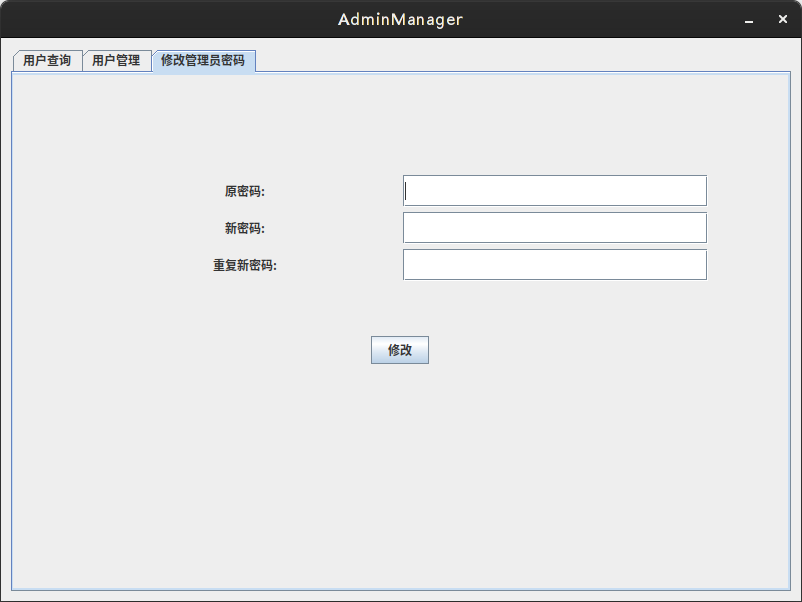 AdminManager
用户查询 用户管理 修改管理员密码
原密码:
新密码:
重复新密码:
修改